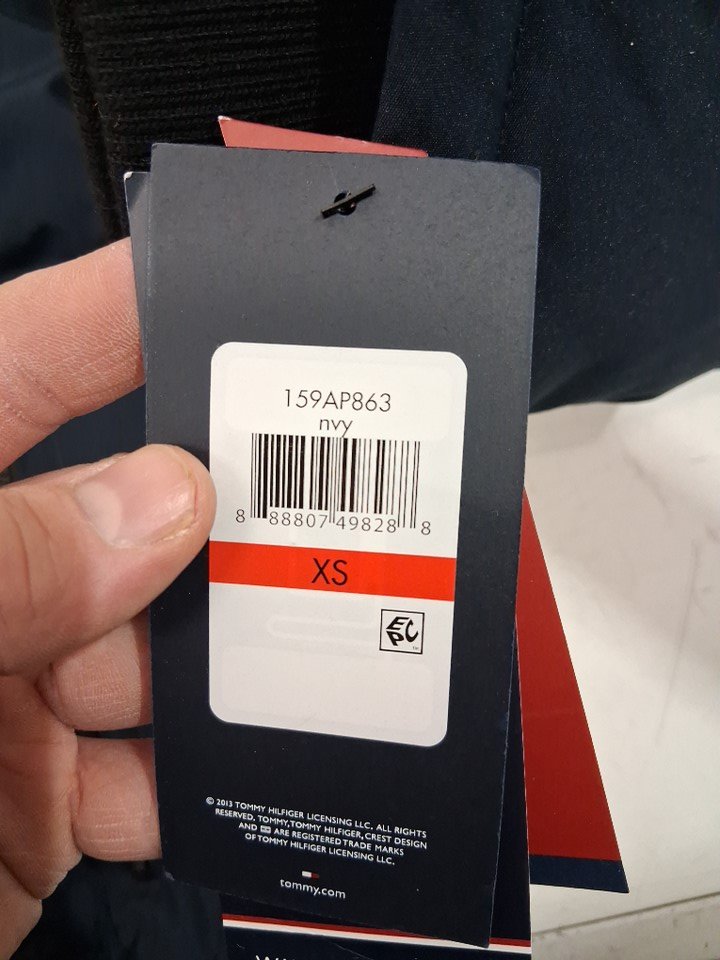 159AP863
nvy
8 88807 49828 8
XS
EPC
© 2013 TOMMY HILFIGER LICENSING LLC. ALL RIGHTS
RESERVED. TOMMY,TOMMY HILFIGER, CREST DESIGN
AND ARE REGISTERED TRADE MARKS
OF TOMMY HILFIGER LICENSING LLC.
tommy.com